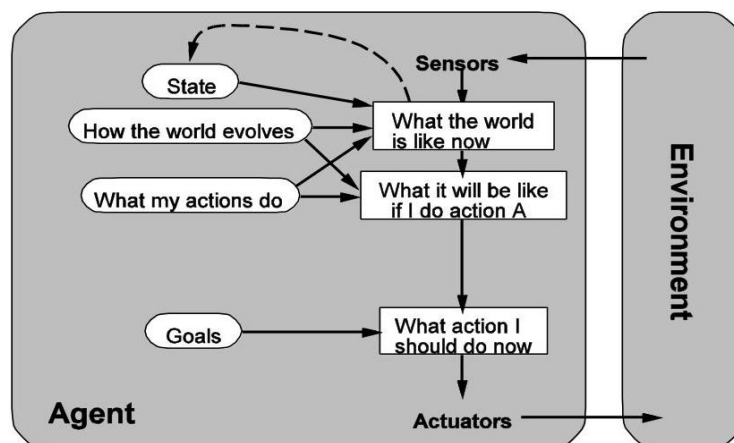 Sensors
State
What the world
is like now
How the world evolves
What it will be like
if I do action A
What my actions do
Environment
What action I
should do now
Goals
Agent
Actuators